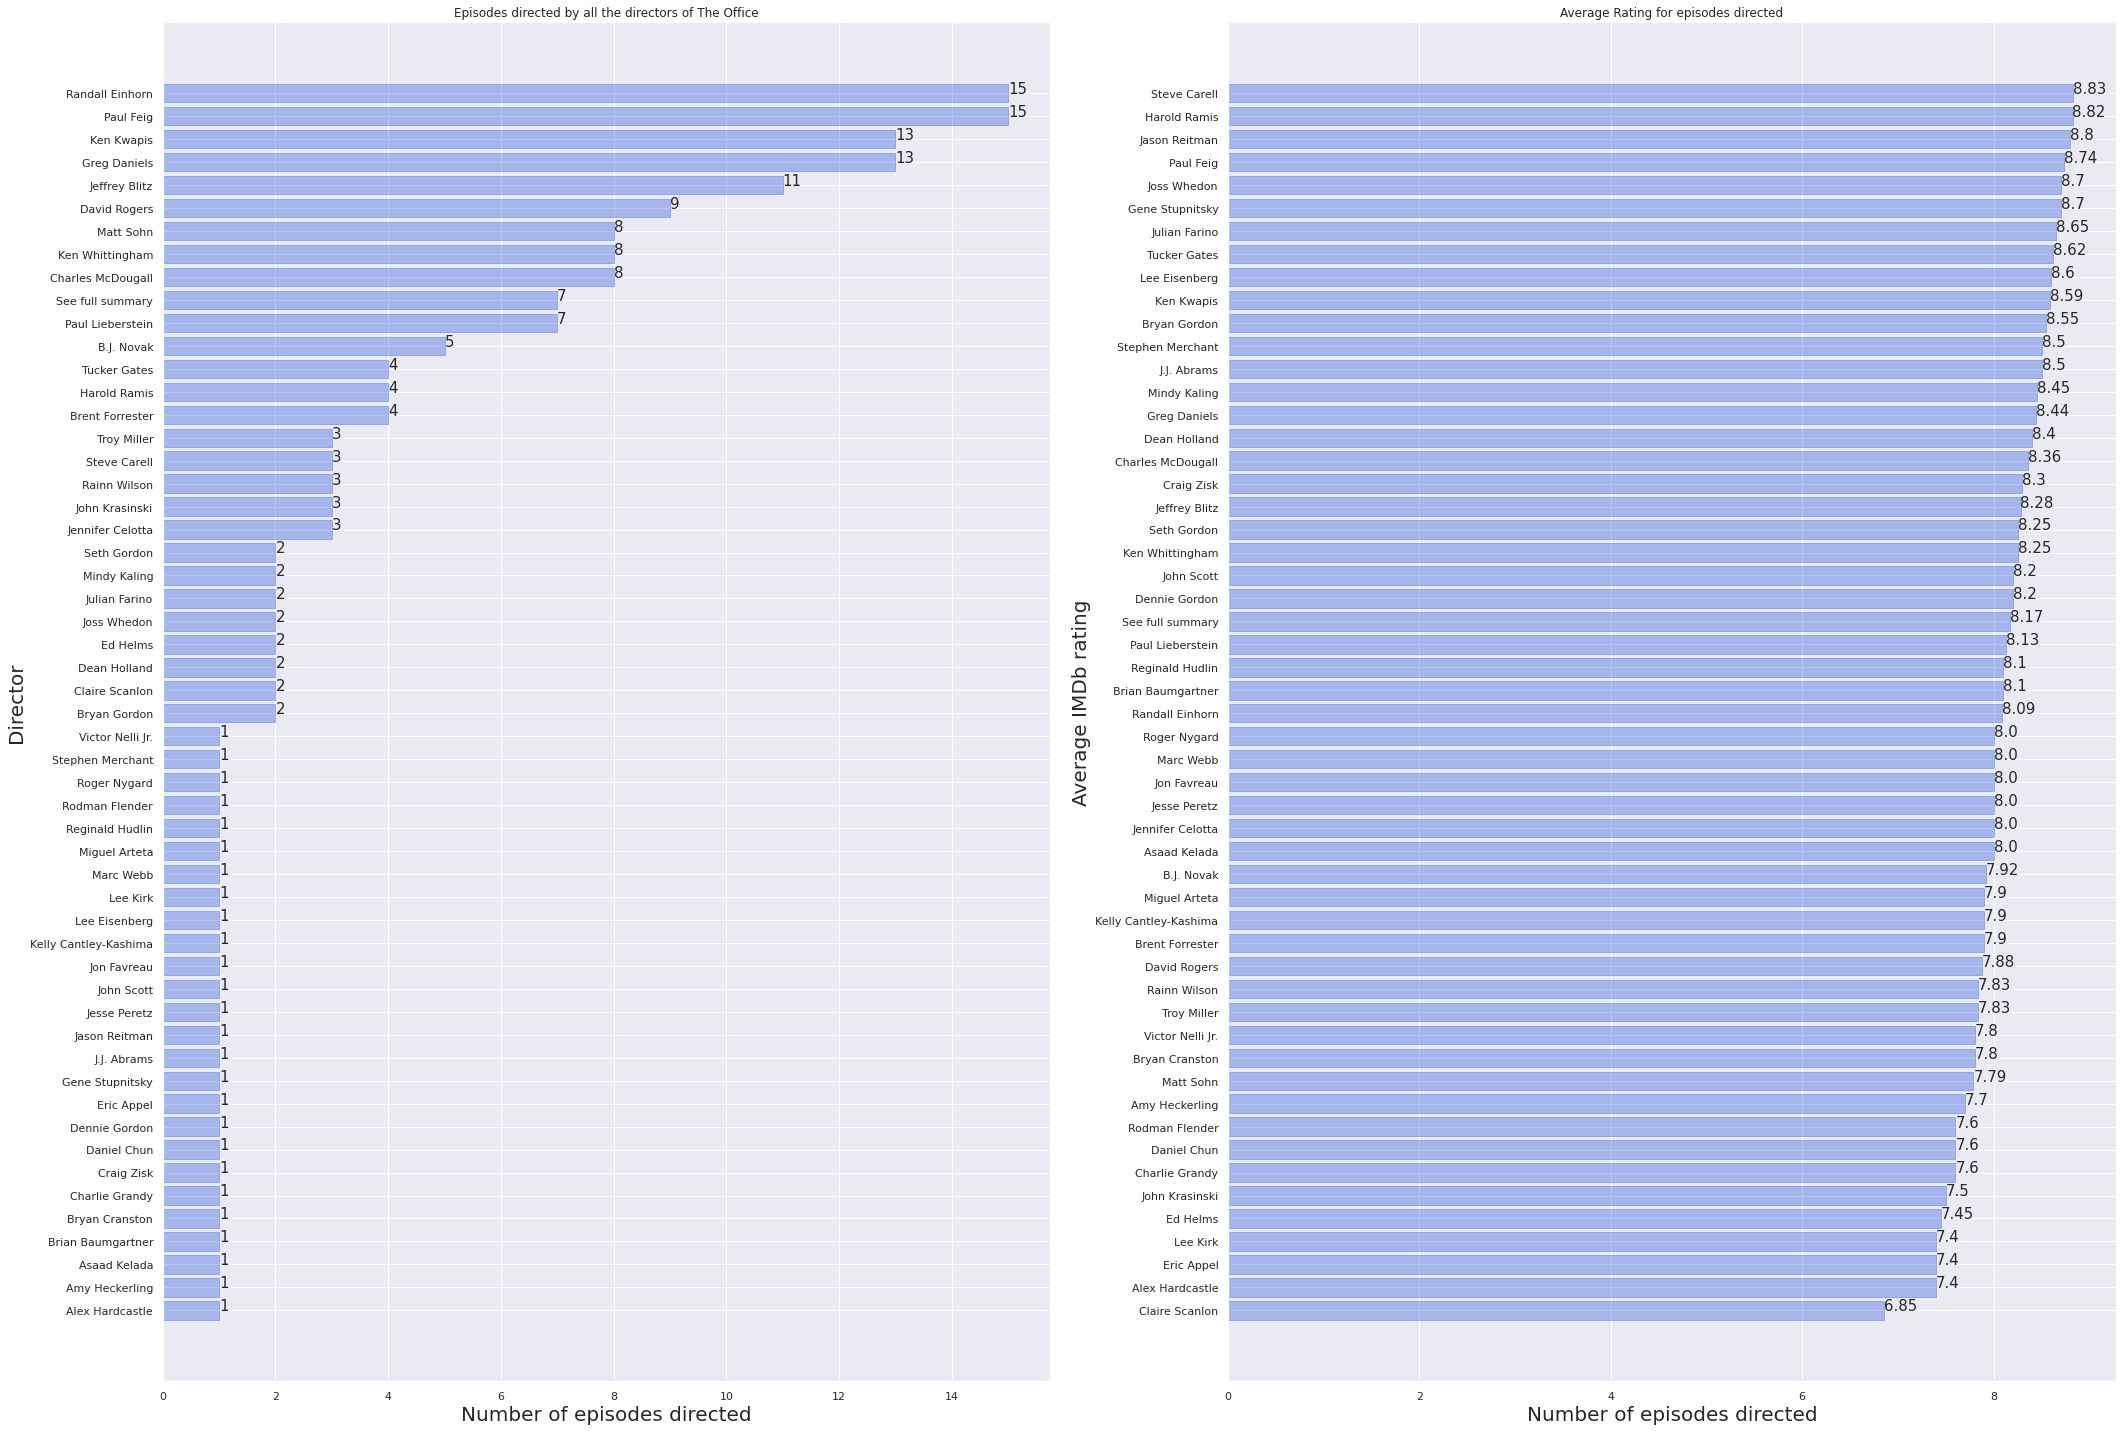 Episodes directed by all the directors of The Office
Director
Randall Einhorn 15
Paul Feig 15
Ken Kwapis 13
Greg Daniels 13
Jeffrey Blitz 11
David Rogers 9
Matt Sohn 8
Ken Whittingham 8
Charles McDougall 8
See full summary 7
Paul Lieberstein 7
B.J. Novak 5
Tucker Gates 4
Harold Ramis 4
Brent Forrester 4
Troy Miller 3
Steve Carell 3
Rainn Wilson 3
John Krasinski 3
Jennifer Celotta 3
Seth Gordon 2
Mindy Kaling 2
Julian Farino 2
Joss Whedon 2
Ed Helms 2
Dean Holland 2
Claire Scanlon 2
Bryan Gordon 2
Victor Nelli Jr. 1
Stephen Merchant 1
Roger Nygard 1
Rodman Flender 1
Reginald Hudlin 1
Miguel Arteta 1
Marc Webb 1
Lee Kirk 1
Lee Eisenberg 1
Kelly Cantley-Kashima 1
Jon Favreau 1
John Scott 1
Jesse Peretz 1
Jason Reitman 1
J.J. Abrams 1
Gene Stupnitsky 1
Eric Appel 1
Dennie Gordon 1
Daniel Chun 1
Craig Zisk 1
Charlie Grandy 1
Bryan Cranston 1
Brian Baumgartner 1
Asaad Kelada 1
Amy Heckerling 1
Alex Hardcastle 1
0 2 4 6 8 10 12 14
Number of episodes directed
Average Rating for episodes directed
Average IMDb rating
Steve Carell 8.83
Harold Ramis 8.82
Jason Reitman 8.8
Paul Feig 8.74
Joss Whedon 8.7
Gene Stupnitsky 8.7
Julian Farino 8.65
Tucker Gates 8.62
Lee Eisenberg 8.6
Ken Kwapis 8.59
Bryan Gordon 8.55
Stephen Merchant 8.5
J.J. Abrams 8.5
Mindy Kaling 8.45
Greg Daniels 8.44
Dean Holland 8.4
Charles McDougall 8.36
Craig Zisk 8.3
Jeffrey Blitz 8.28
Seth Gordon 8.25
Ken Whittingham 8.25
John Scott 8.2
Dennie Gordon 8.2
See full summary 8.17
Paul Lieberstein 8.13
Reginald Hudlin 8.1
Brian Baumgartner 8.1
Randall Einhorn 8.09
Roger Nygard 8.0
Marc Webb 8.0
Jon Favreau 8.0
Jesse Peretz 8.0
Jennifer Celotta 8.0
Asaad Kelada 8.0
B.J. Novak 7.92
Miguel Arteta 7.9
Kelly Cantley-Kashima 7.9
Brent Forrester 7.9
David Rogers 7.88
Rainn Wilson 7.83
Troy Miller 7.83
Victor Nelli Jr. 7.8
Bryan Cranston 7.8
Matt Sohn 7.79
Amy Heckerling 7.7
Rodman Flender 7.6
Daniel Chun 7.6
Charlie Grandy 7.6
John Krasinski 7.5
Ed Helms 7.45
Lee Kirk 7.4
Eric Appel 7.4
Alex Hardcastle 7.4
Claire Scanlon 6.85
0 2 4 6 8
Number of episodes directed